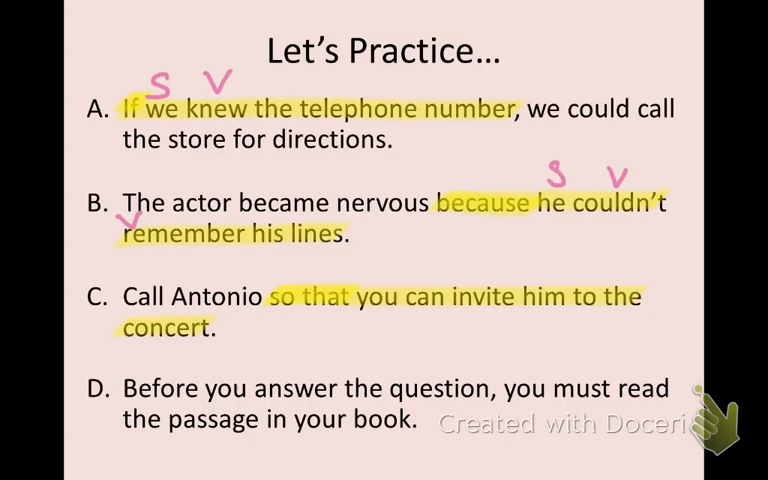 Let's Practice...
S V
A. If we knew the telephone number, we could call
the store for directions.
S V
B. The actor became nervous because he couldn't
V
remember his lines.
C. Call Antonio so that you can invite him to the
concert.
D. Before you answer the question, you must read
the passage in your book.
Created with Doceri